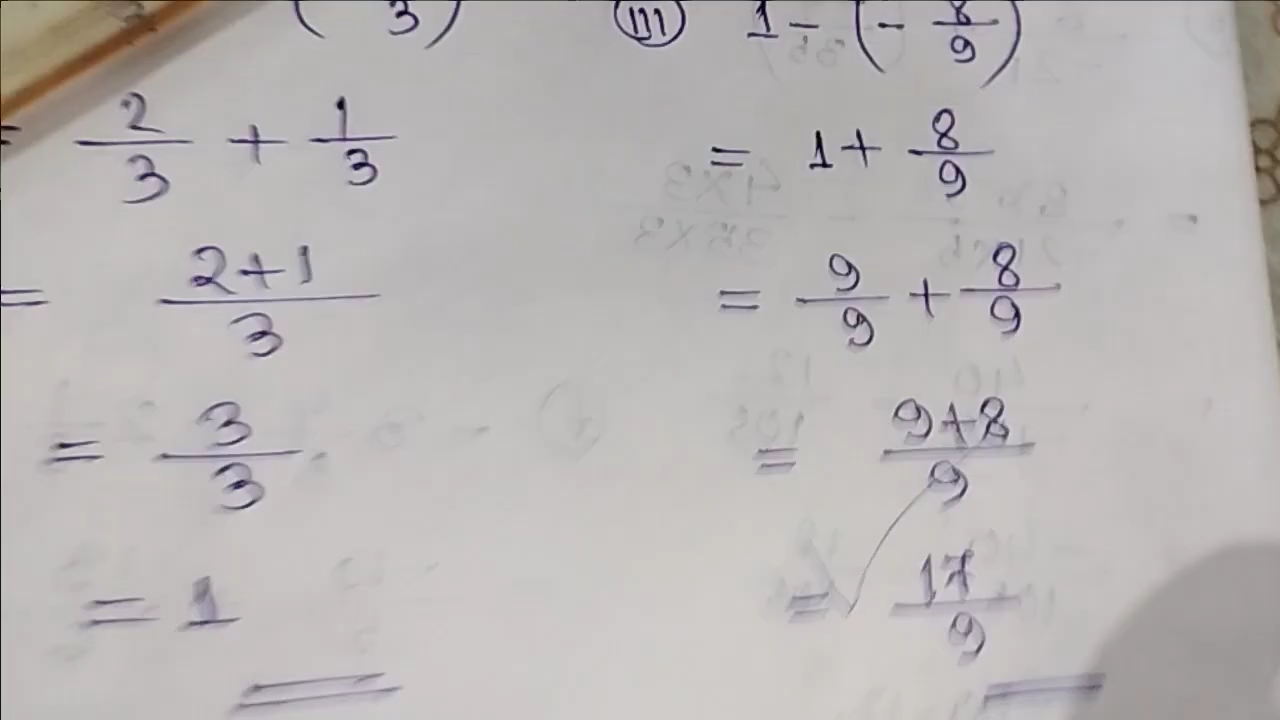 ( 3 )
= 2/3 + 1/3
= 2+1/3
= 3/3
= 1
(iii) 1 - (- 8/9)
= 1 + 8/9
= 9/9 + 8/9
= 9+8/9
= 17/9